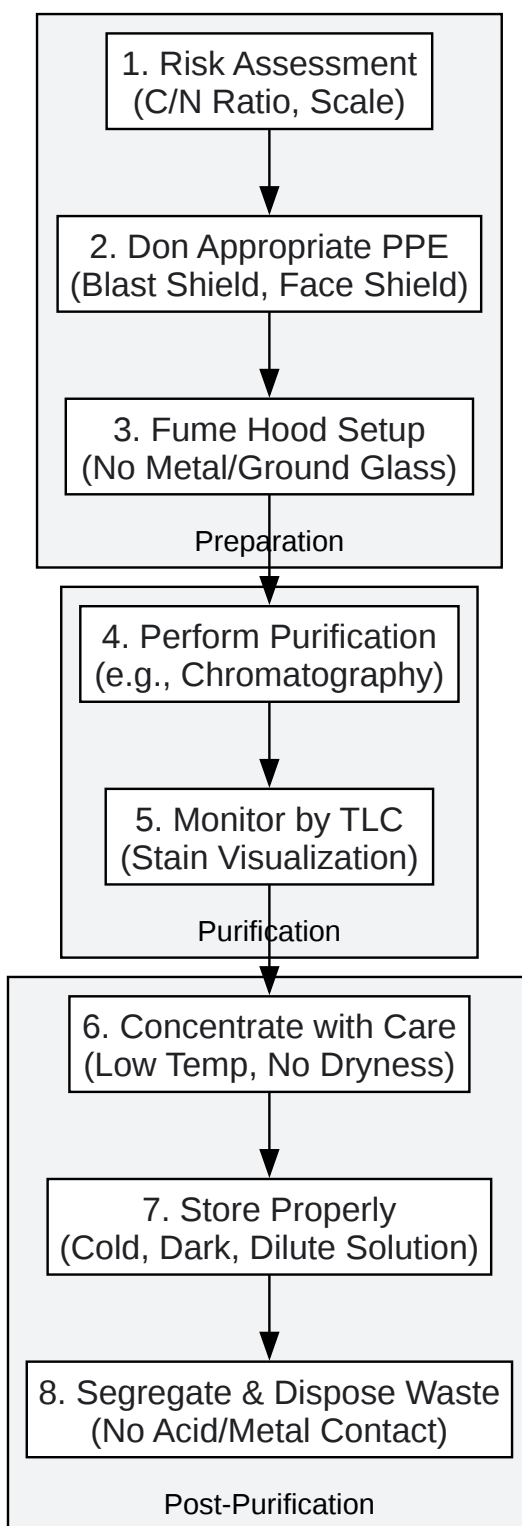 1. Risk Assessment
(C/N Ratio, Scale)
2. Don Appropriate PPE
(Blast Shield, Face Shield)
3. Fume Hood Setup
(No Metal/Ground Glass)
Preparation
4. Perform Purification
(e.g., Chromatography)
5. Monitor by TLC
(Stain Visualization)
Purification
6. Concentrate with Care
(Low Temp, No Dryness)
7. Store Properly
(Cold, Dark, Dilute Solution)
8. Segregate & Dispose Waste
(No Acid/Metal Contact)
Post-Purification